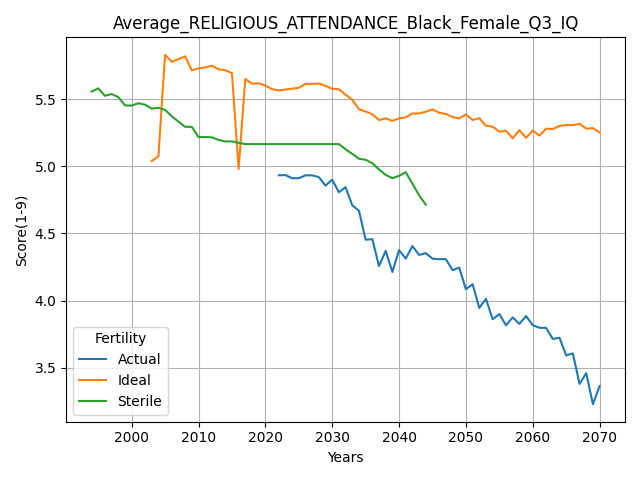 Average_RELIGIOUS_ATTENDANCE_Black_Female_Q3_IQ
Score(1-9)
5.5
5.0
4.5
4.0
3.5
Fertility
Actual
Ideal
Sterile
2000 2010 2020 2030 2040 2050 2060 2070
Years